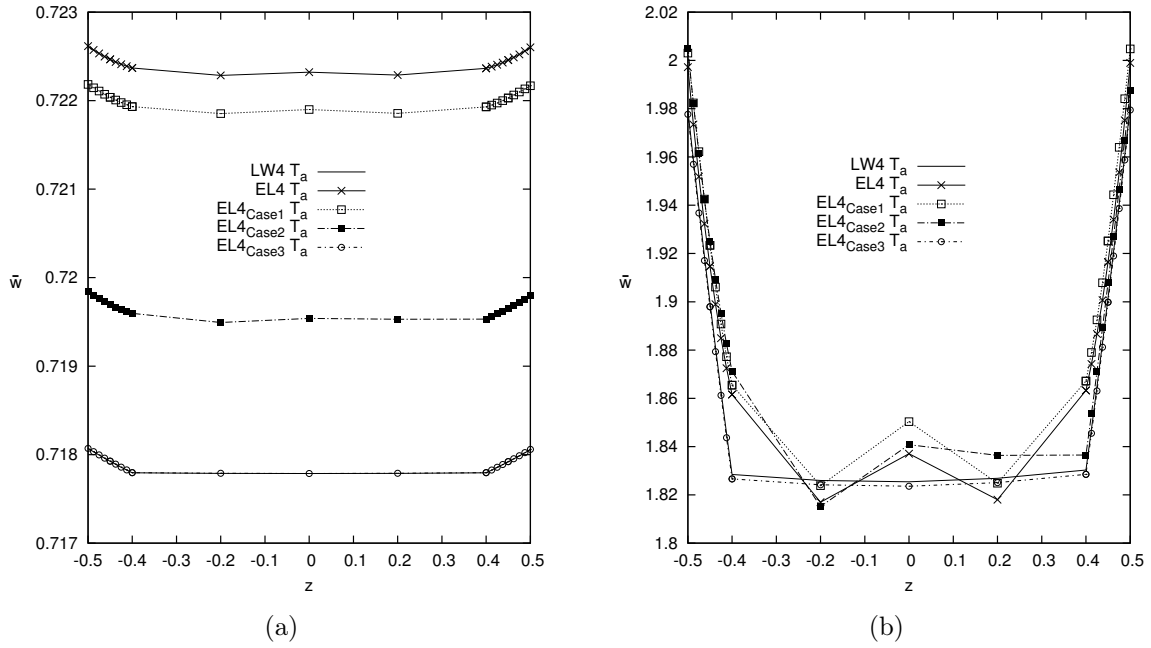 0.723
0.722
0.721
0.72
0.719
0.718
0.717
w̄
-0.5 -0.4 -0.3 -0.2 -0.1 0 0.1 0.2 0.3 0.4 0.5
z
LW4 Tₐ
EL4 Tₐ
EL4Case1 Tₐ
EL4Case2 Tₐ
EL4Case3 Tₐ
(a)
2.02
2
1.98
1.96
1.94
1.92
1.9
1.88
1.86
1.84
1.82
1.8
w̄
-0.5 -0.4 -0.3 -0.2 -0.1 0 0.1 0.2 0.3 0.4 0.5
z
LW4 Tₐ
EL4 Tₐ
EL4Case1 Tₐ
EL4Case2 Tₐ
EL4Case3 Tₐ
(b)